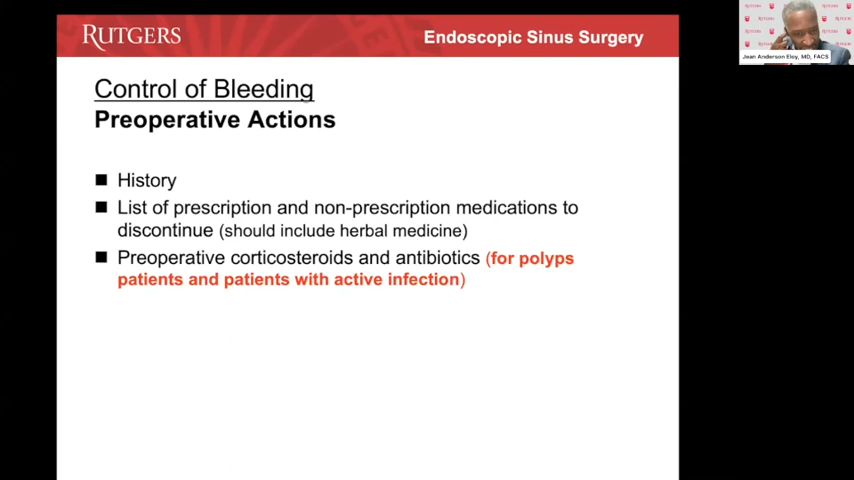 RUTGERS
Endoscopic Sinus Surgery
Control of Bleeding
Preoperative Actions
■ History
■ List of prescription and non-prescription medications to
discontinue (should include herbal medicine)
■ Preoperative corticosteroids and antibiotics (for polyps
patients and patients with active infection)
Jean Anderson Eloy, MD, FACS